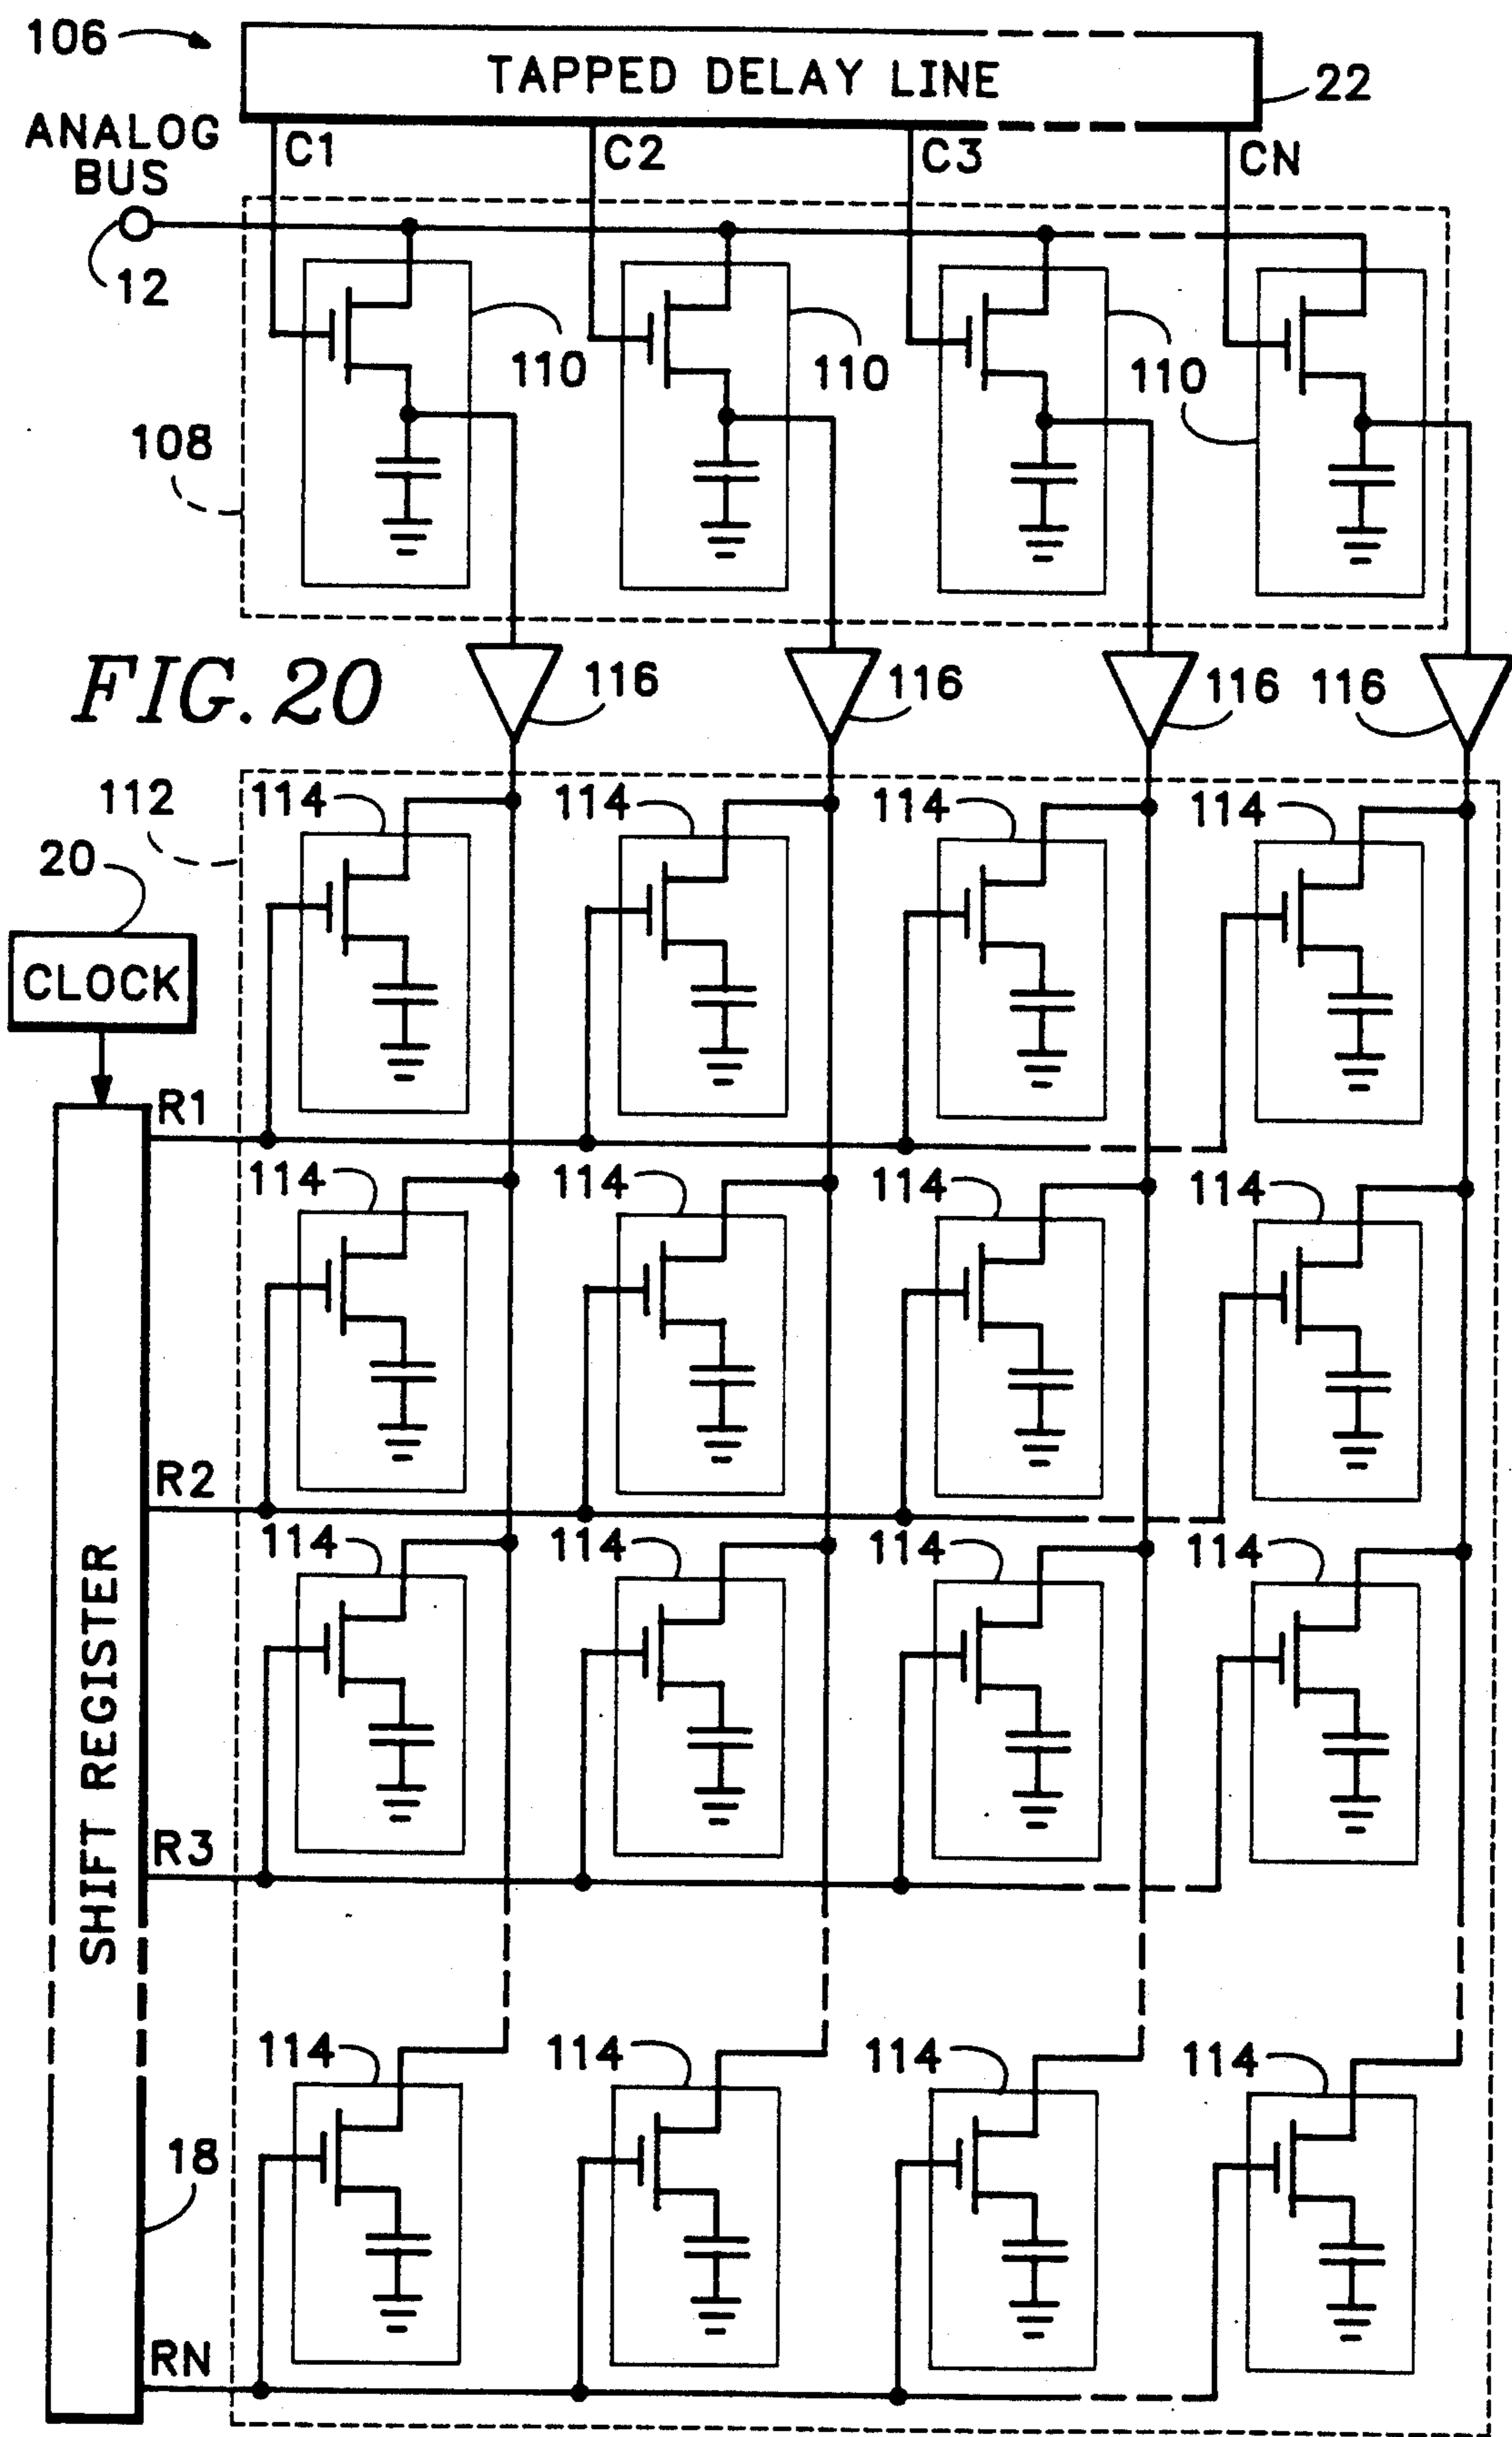 106
TAPPED DELAY LINE
22
ANALOG
BUS
C1
C2
C3
CN
12
110
110
110
108
FIG. 20
116
116
116
116
112
114
114
114
114
20
CLOCK
R1
114
114
114
114
R2
114
114
114
114
SHIFT REGISTER
R3
114
114
114
114
18
RN